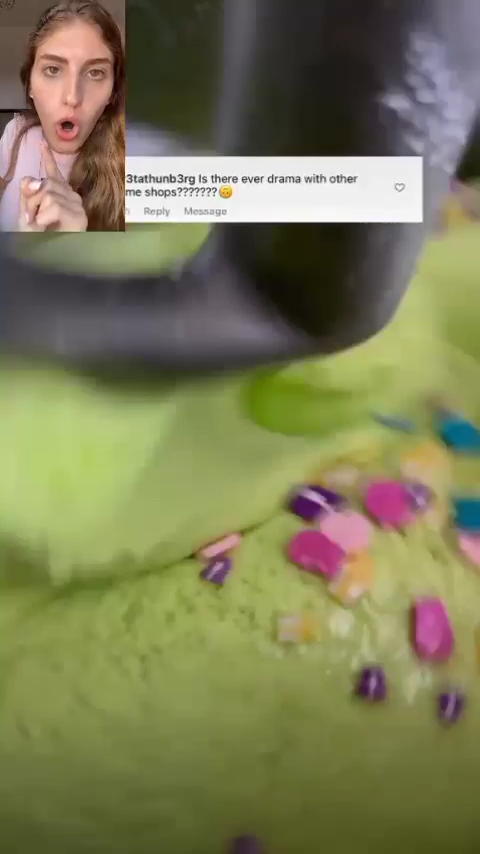 3tathunb3rg Is there ever drama with other
me shops???????🙃
h Reply Message